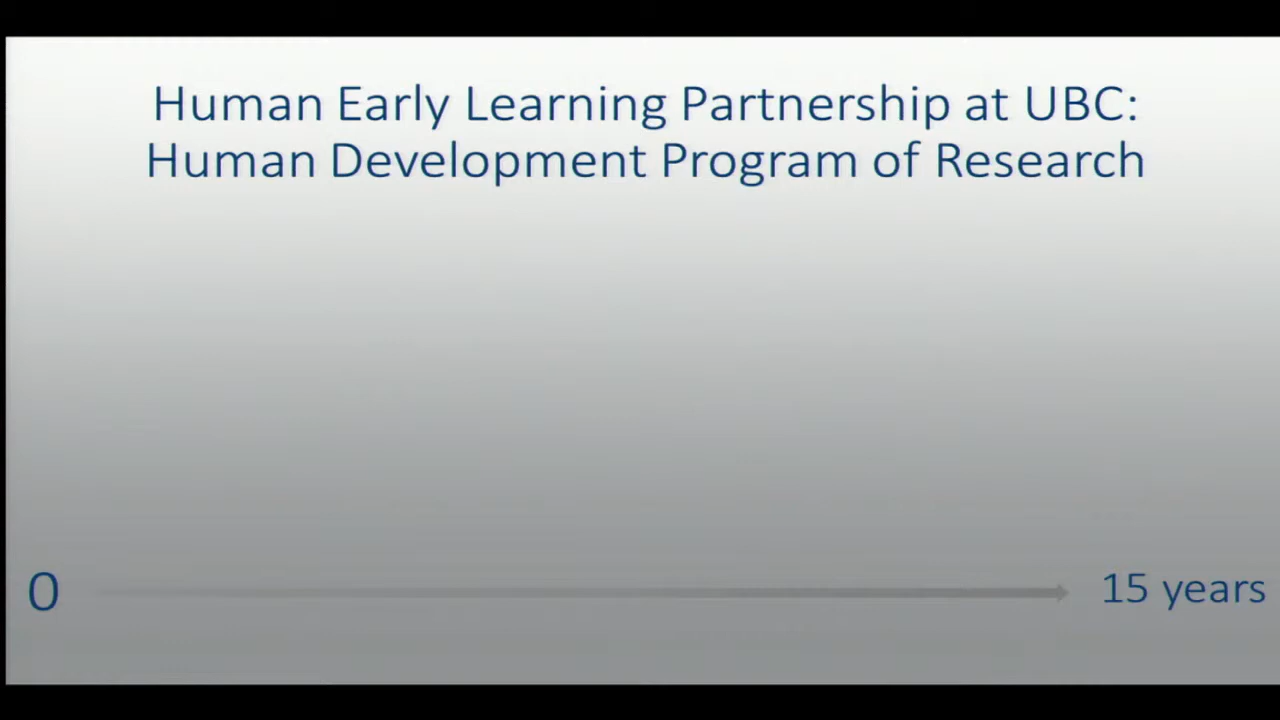 Human Early Learning Partnership at UBC:
Human Development Program of Research
0
15 years